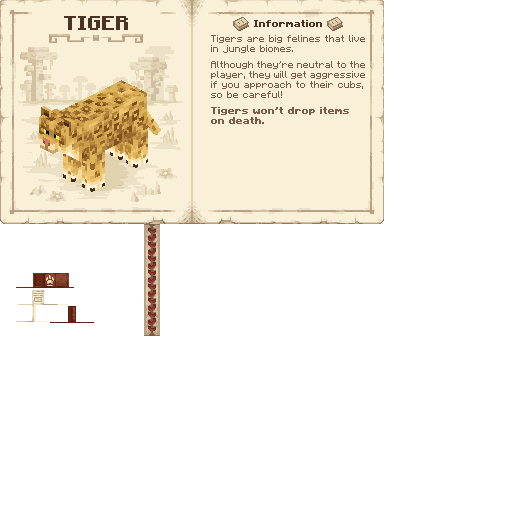 TIGER
Information
Tigers are big felines that live
in jungle biomes.
Although they're neutral to the
player, they will get aggressive
if you approach to their cubs,
so be careful!
Tigers won't drop items
on death.